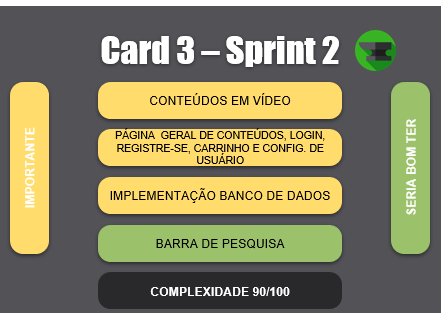 Card 3 – Sprint 2
IMPORTANTE
CONTEÚDOS EM VÍDEO
PÁGINA GERAL DE CONTEÚDOS, LOGIN,
REGISTRE-SE, CARRINHO E CONFIG. DE
USUÁRIO
IMPLEMENTAÇÃO BANCO DE DADOS
BARRA DE PESQUISA
COMPLEXIDADE 90/100
SERIA BOM TER